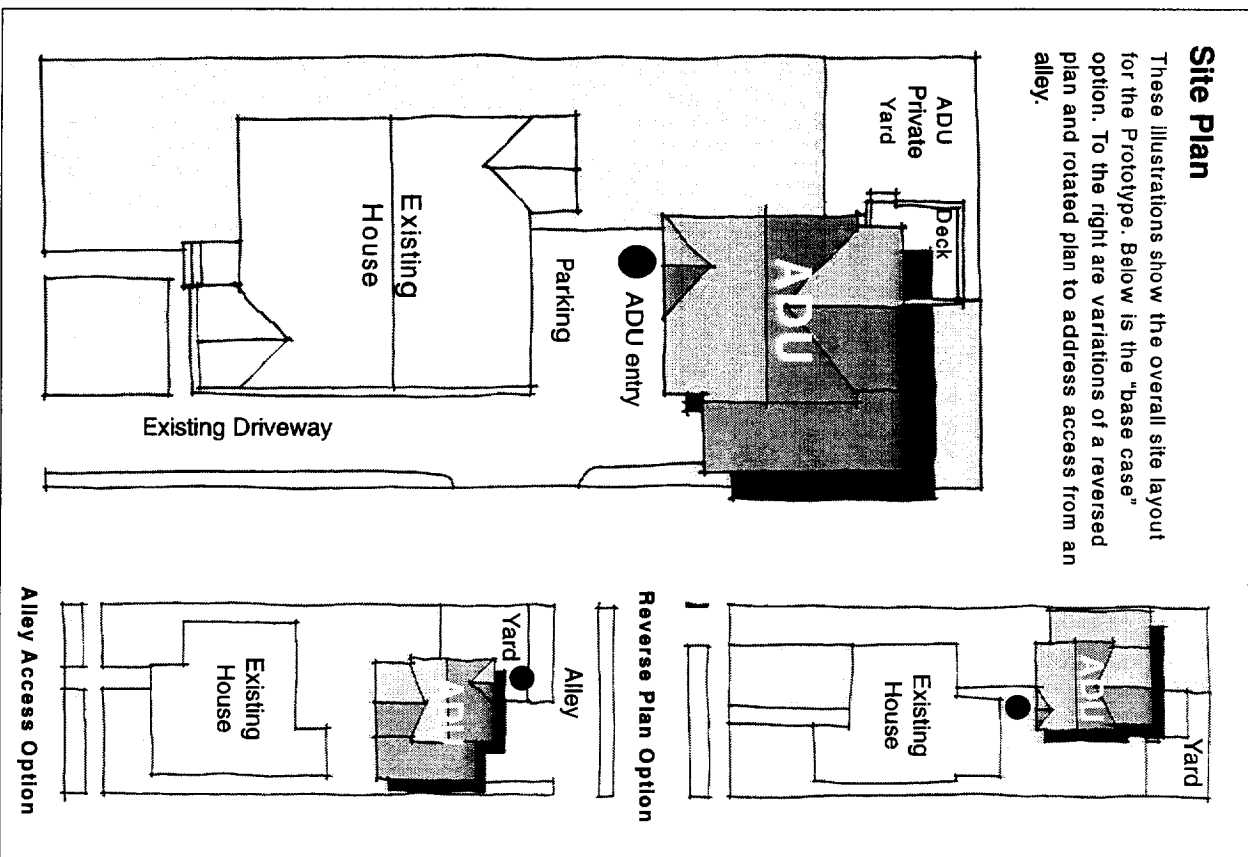 Site Plan
These illustrations show the overall site layout
for the Prototype. Below is the "base case"
option. To the right are variations of a reversed
plan and rotated plan to address access from an
alley.
ADU
Private
Yard
Deck
ADU
ADU entry
Parking
Existing
House
Existing Driveway
Yard
ADU
Existing
House
Reverse Plan Option
Alley
Yard
ADU
Existing
House
Alley Access Option